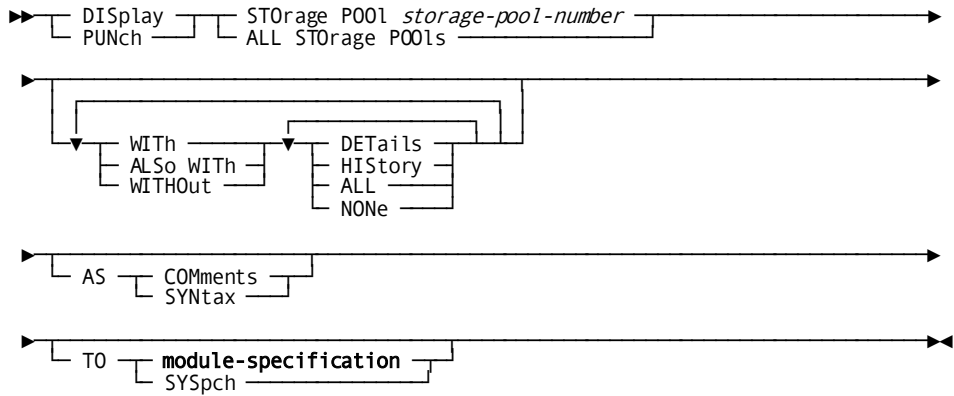 DISplay STOrage POOl storage-pool-number
PUNch ALL STOrage POOls
WITh DETails
ALSo WITh HIStory
WITHOut ALL
NONe
AS COMments
SYNtax
TO module-specification
SYSpch